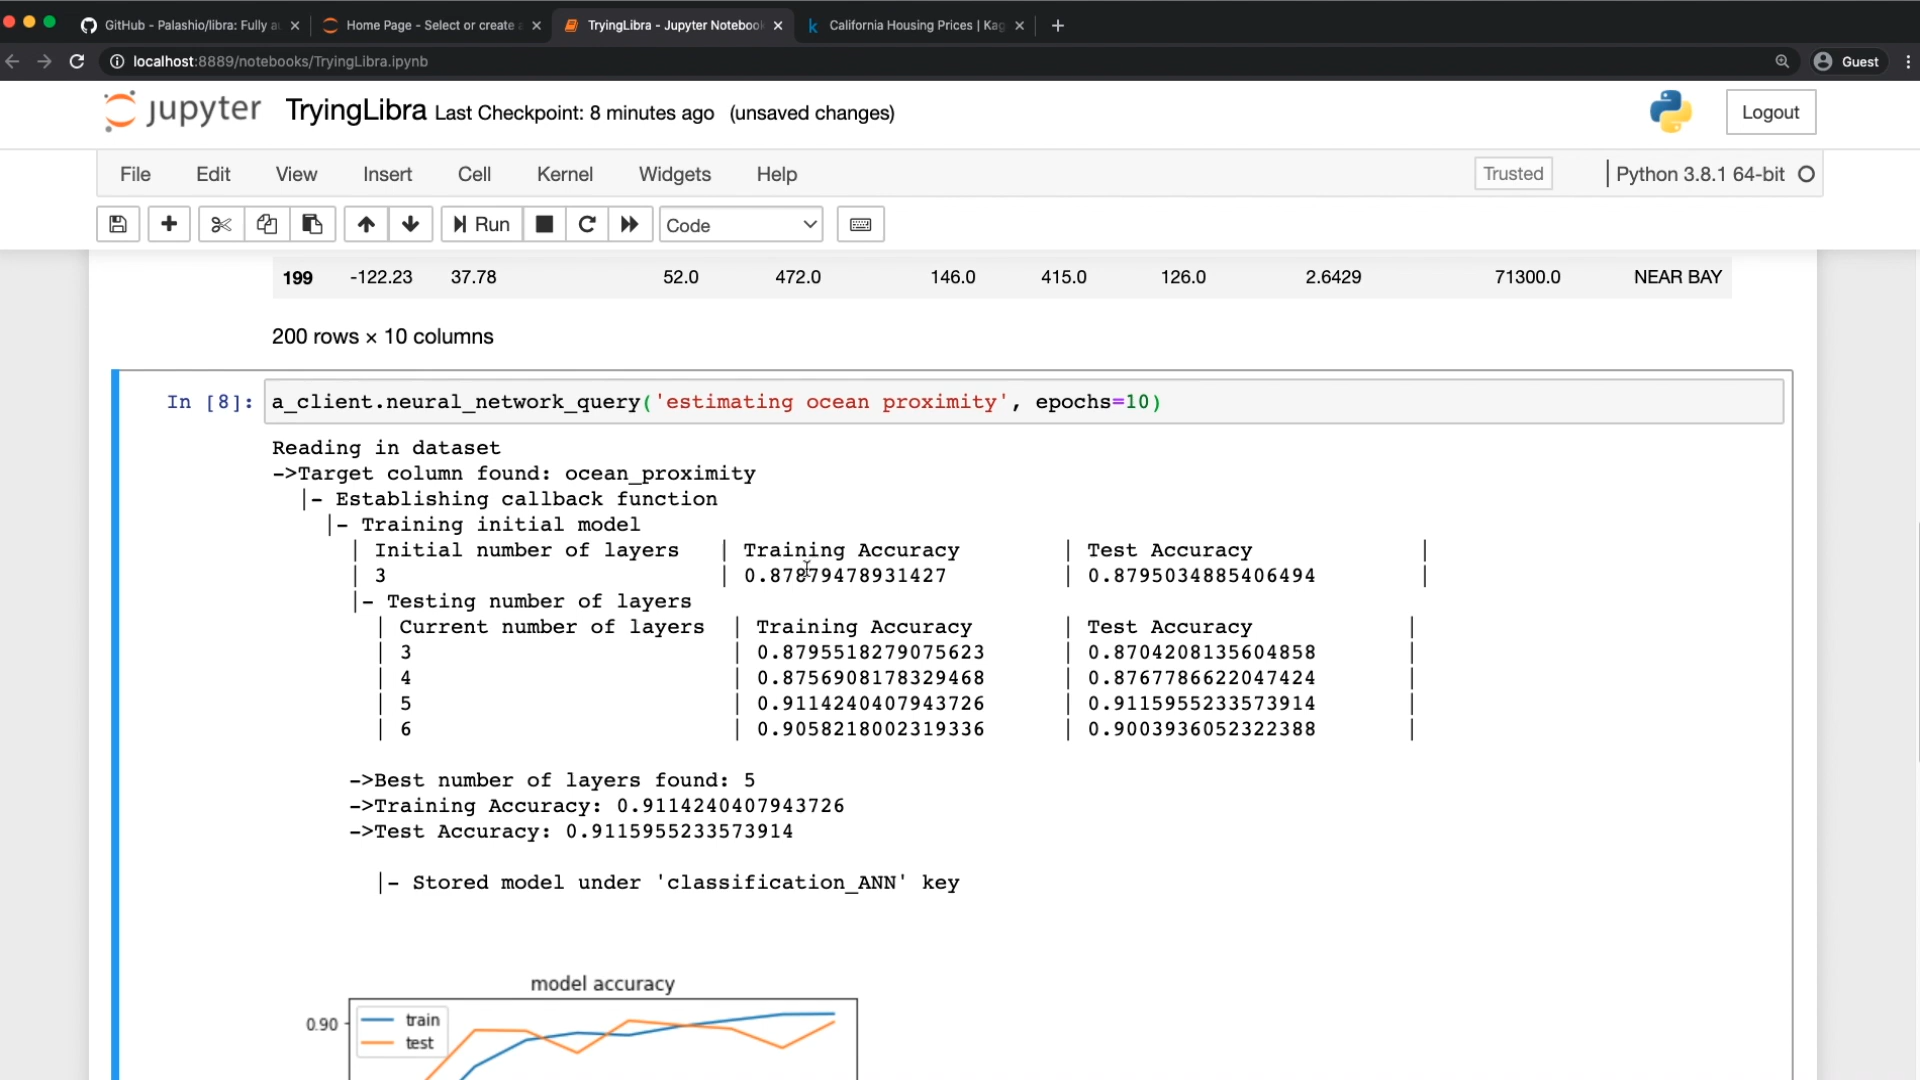 GitHub - Palashio/libra: Fully au
Home Page - Select or create a
TryingLibra - Jupyter Notebook
California Housing Prices | Kag
localhost:8889/notebooks/TryingLibra.ipynb
Guest
jupyter TryingLibra Last Checkpoint: 8 minutes ago (unsaved changes)
Logout
File Edit View Insert Cell Kernel Widgets Help
Trusted
Python 3.8.1 64-bit
Run
Code
199 -122.23 37.78 52.0 472.0 146.0 415.0 126.0 2.6429 71300.0 NEAR BAY
200 rows × 10 columns
In [8]: a_client.neural_network_query('estimating ocean proximity', epochs=10)
Reading in dataset
->Target column found: ocean_proximity
|- Establishing callback function
|- Training initial model
| Initial number of layers | Training Accuracy | Test Accuracy |
| 3 | 0.87879478931427 | 0.8795034885406494 |
|- Testing number of layers
| Current number of layers | Training Accuracy | Test Accuracy |
| 3 | 0.8795518279075623 | 0.8704208135604858 |
| 4 | 0.8756908178329468 | 0.8767786622047424 |
| 5 | 0.9114240407943726 | 0.9115955233573914 |
| 6 | 0.9058218002319336 | 0.9003936052322388 |
->Best number of layers found: 5
->Training Accuracy: 0.9114240407943726
->Test Accuracy: 0.9115955233573914
|- Stored model under 'classification_ANN' key
model accuracy
0.90
train
test